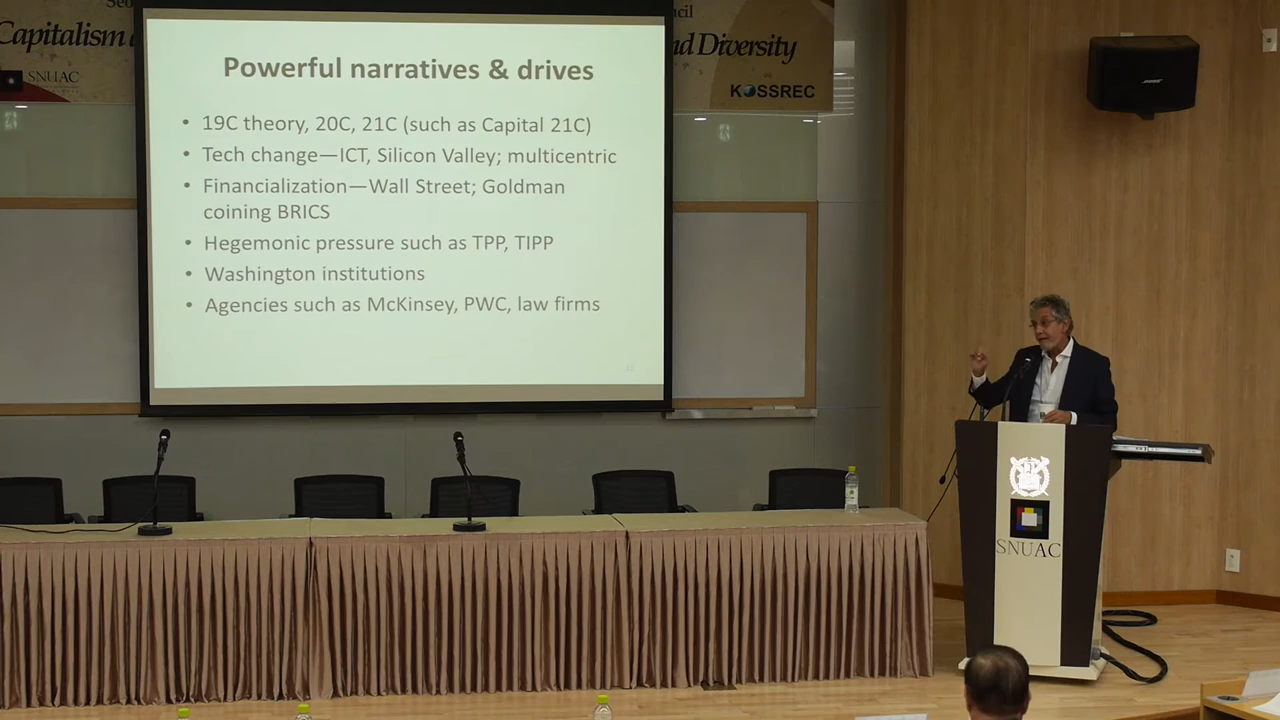 Capitalism
nd Diversity
SNUAC
KOSSREC
Powerful narratives & drives
• 19C theory, 20C, 21C (such as Capital 21C)
• Tech change—ICT, Silicon Valley; multicentric
• Financialization—Wall Street; Goldman
coining BRICS
• Hegemonic pressure such as TPP, TIPP
• Washington institutions
• Agencies such as McKinsey, PWC, law firms
BOSE
SNUAC